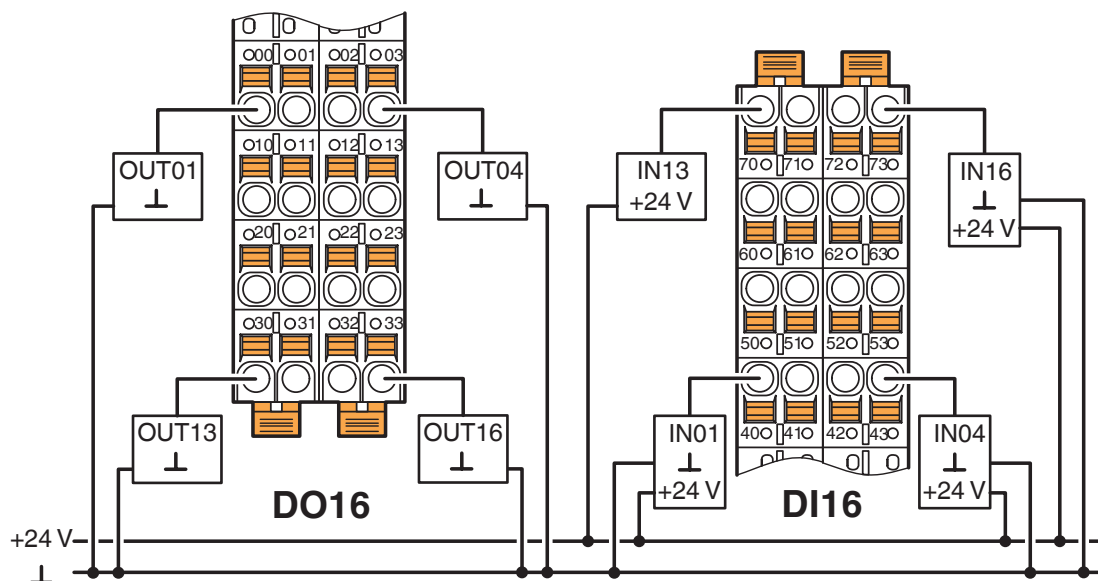 00 01 02 03
OUT01
10 11 12 13
OUT04
20 21 22 23
30 31 32 33
OUT13
OUT16
DO16
IN13
+24 V
70 71 72 73
IN16
+24 V
60 61 62 63
50 51 52 53
IN01
+24 V
40 41 42 43
IN04
+24 V
DI16
+24 V